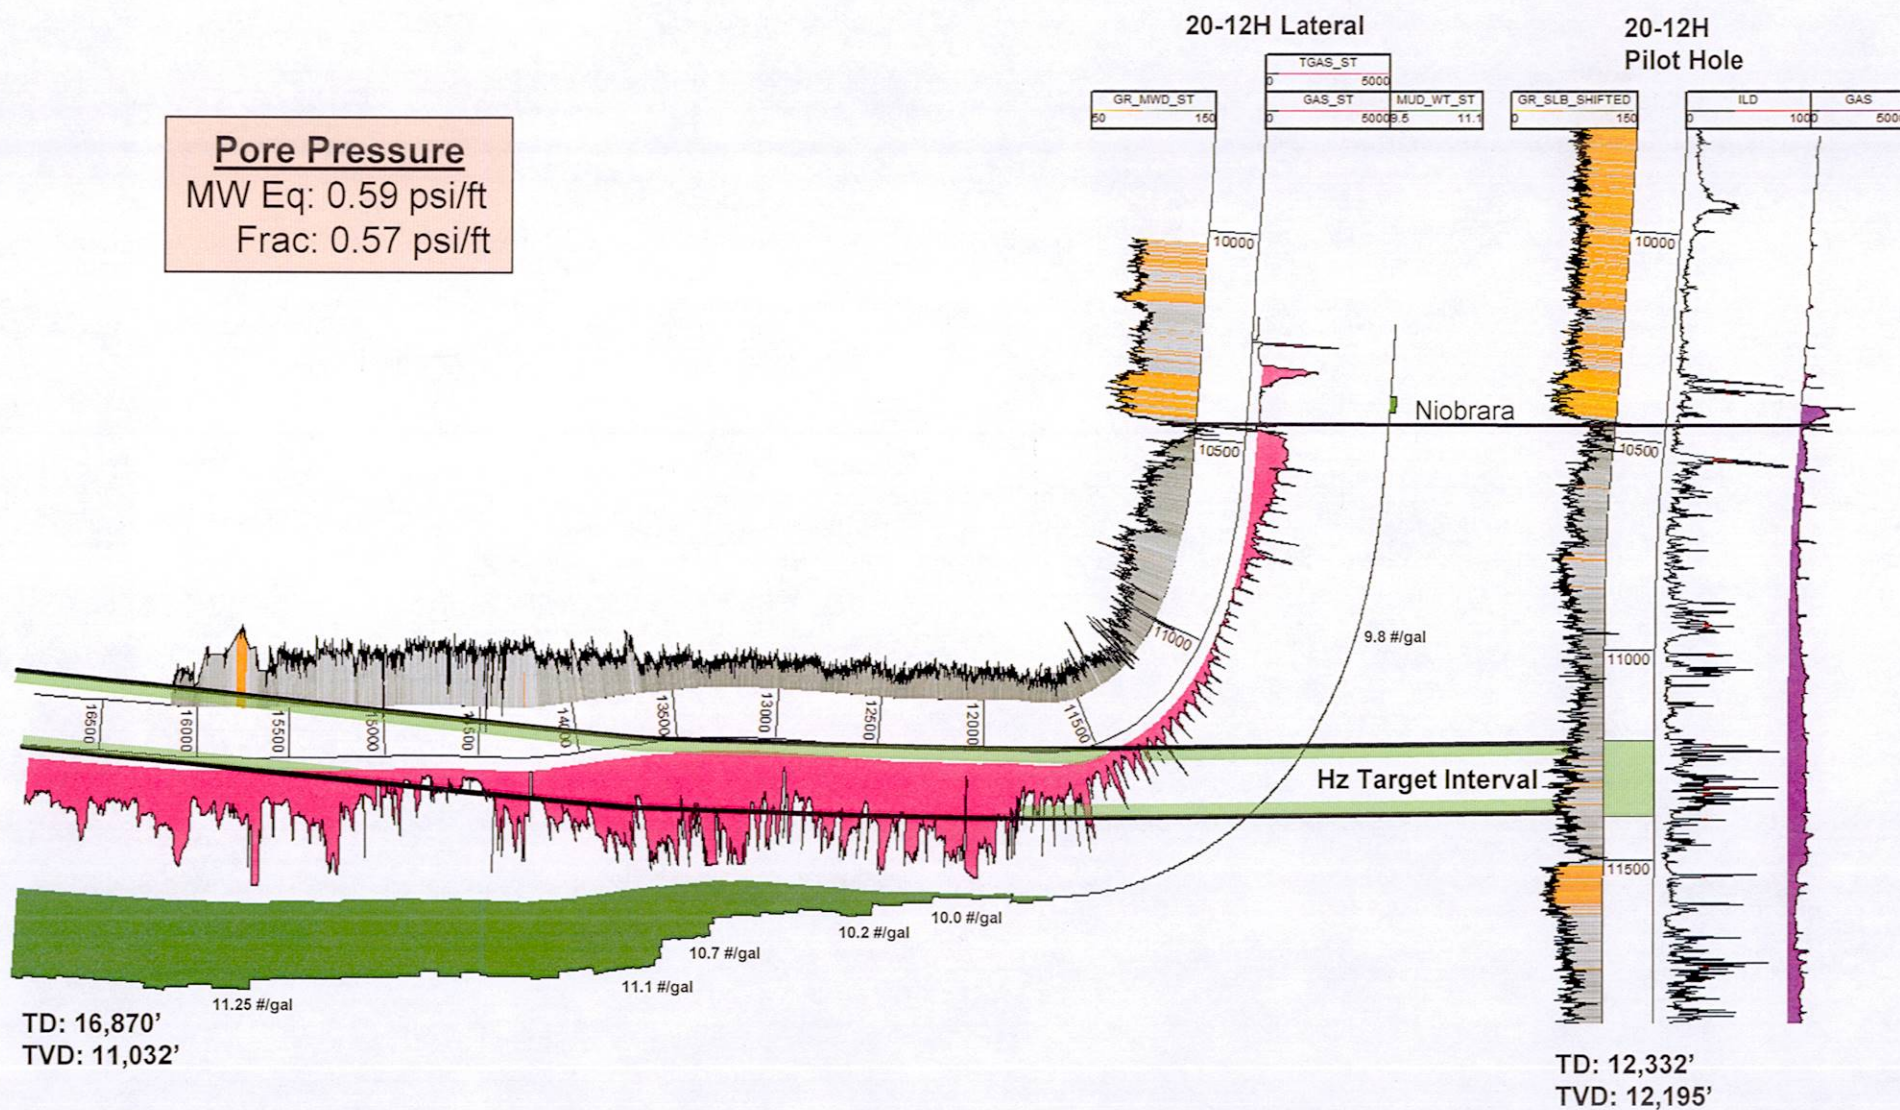 20-12H Lateral
20-12H
Pilot Hole
TGAS_ST
0 5000
GR_MWD_ST
50 150
GAS_ST
0 5000
MUD_WT_ST
9.5 11.1
GR_SLB_SHIFTED
0 150
ILD
0 1000
GAS
5000
Pore Pressure
MW Eq: 0.59 psi/ft
Frac: 0.57 psi/ft
10000
10000
Niobrara
10500
10500
11000
9.8 #/gal
11000
16500
16000
15500
15000
14000
13500
13000
12500
12000
11500
Hz Target Interval
11500
10.0 #/gal
10.2 #/gal
10.7 #/gal
11.1 #/gal
11.25 #/gal
TD: 16,870’
TVD: 11,032’
TD: 12,332’
TVD: 12,195’